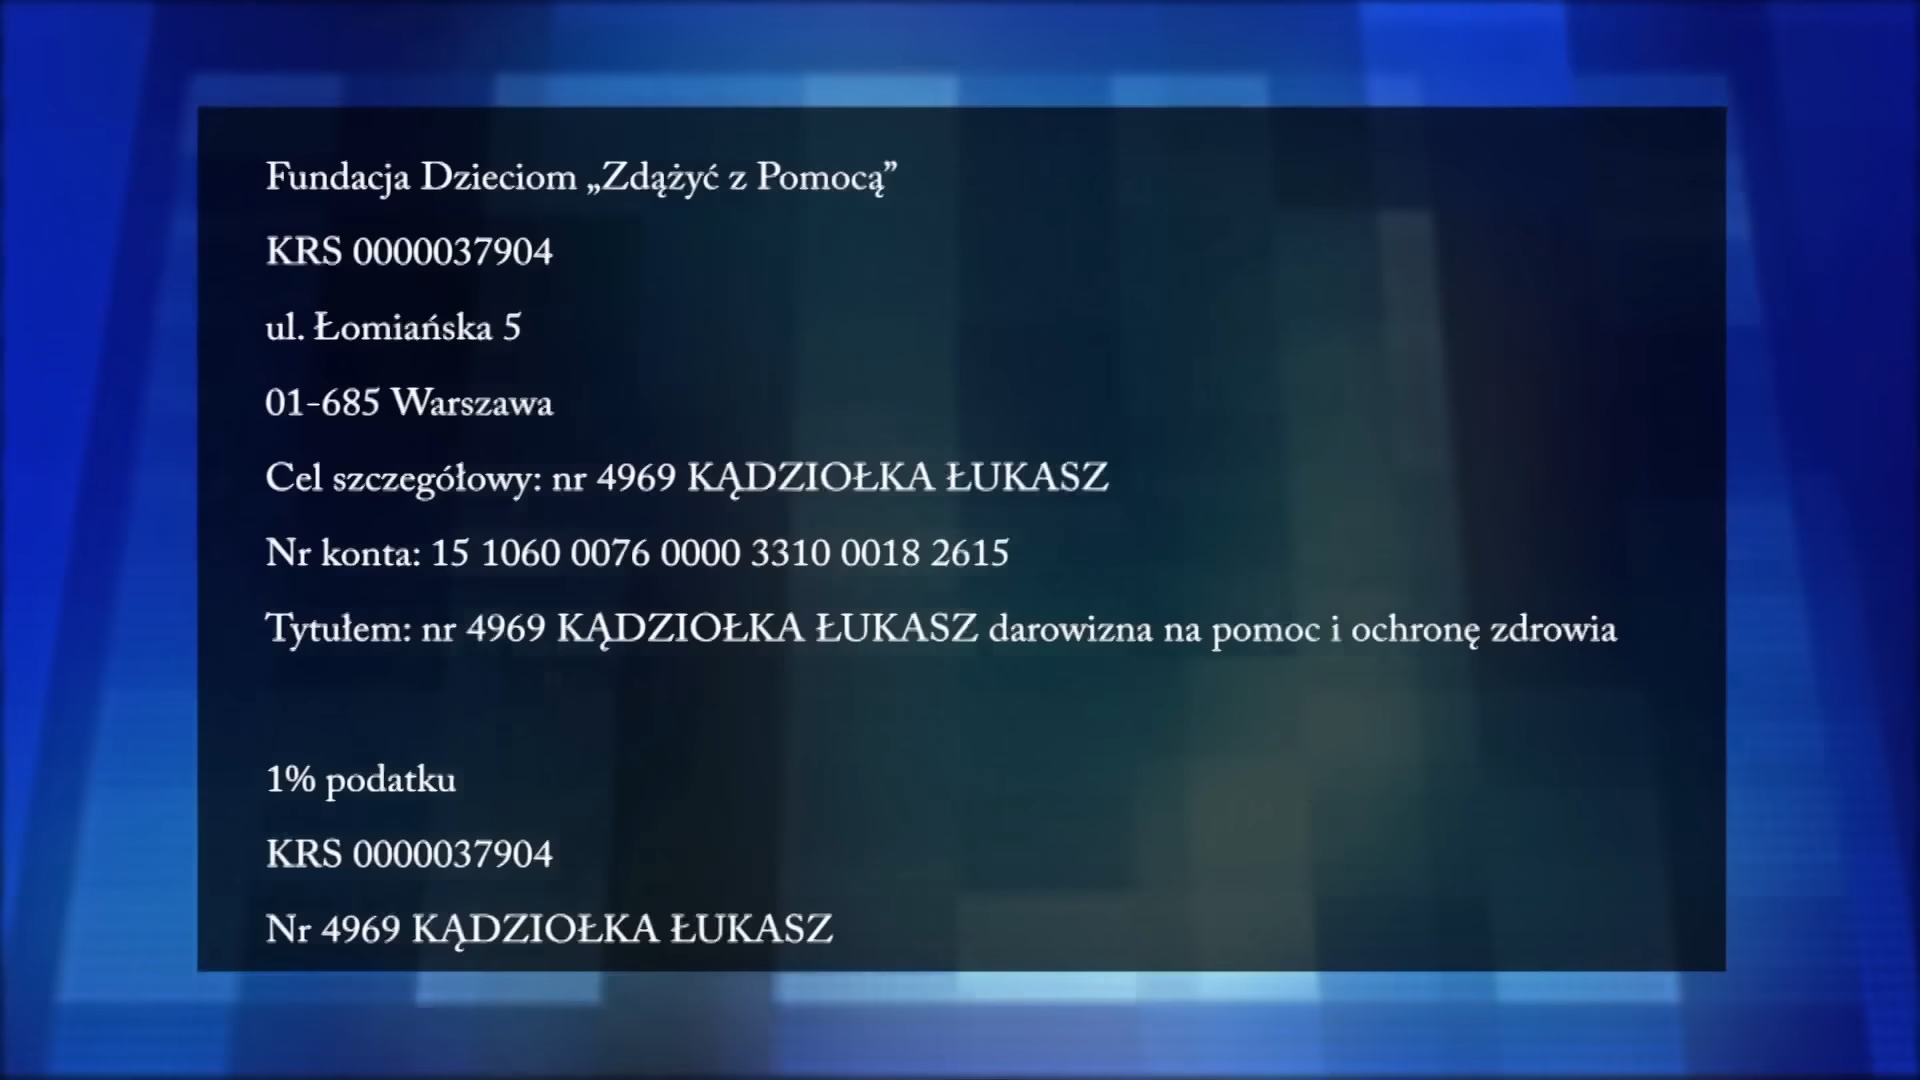 Fundacja Dzieciom „Zdążyć z Pomocą”
KRS 0000037904
ul. Łomiańska 5
01-685 Warszawa
Cel szczegółowy: nr 4969 KĄDZIOŁKA ŁUKASZ
Nr konta: 15 1060 0076 0000 3310 0018 2615
Tytułem: nr 4969 KĄDZIOŁKA ŁUKASZ darowizna na pomoc i ochronę zdrowia
1% podatku
KRS 0000037904
Nr 4969 KĄDZIOŁKA ŁUKASZ